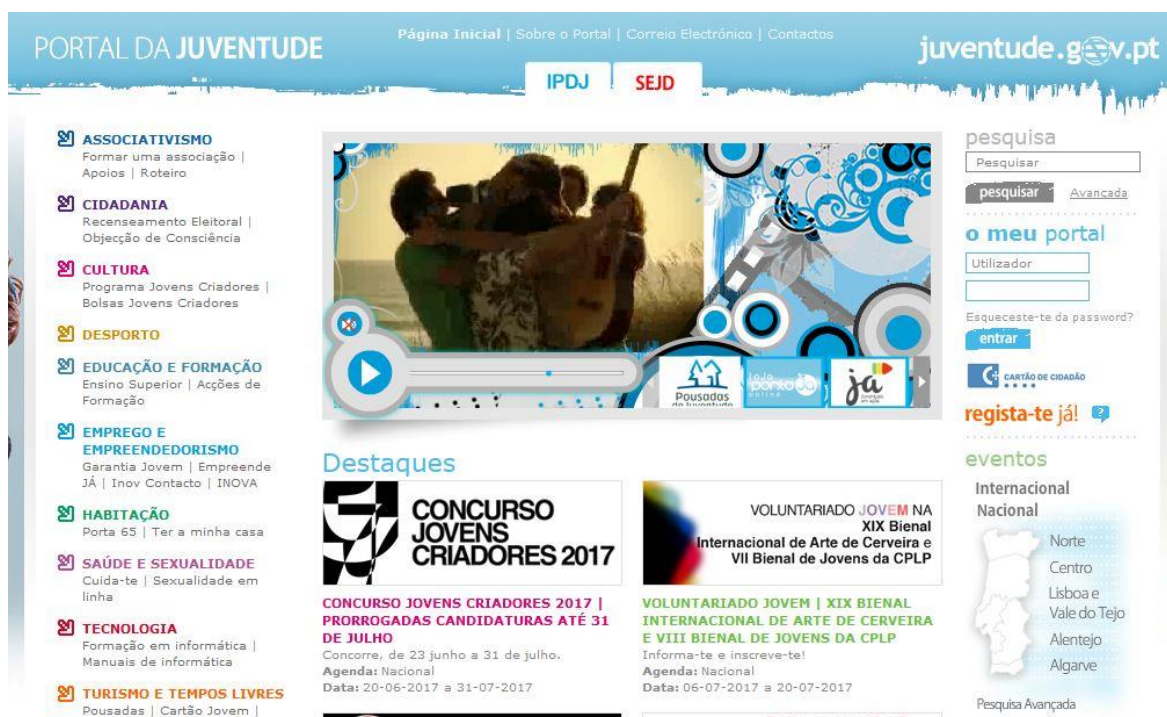 PORTAL DA JUVENTUDE
Página Inicial | Sobre o Portal | Correio Electrónico | Contactos
juventude.gov.pt
IPDJ
SEJD
ASSOCIATIVISMO
Formar uma associação |
Apoios | Roteiro
CIDADANIA
Recenseamento Eleitoral |
Objecção de Consciência
CULTURA
Programa Jovens Criadores |
Bolsas Jovens Criadores
DESPORTO
EDUCAÇÃO E FORMAÇÃO
Ensino Superior | Acções de
Formação
EMPREGO E
EMPREENDEDORISMO
Garantia Jovem | Empreende
JÁ | Inov Contacto | INOVA
HABITAÇÃO
Porta 65 | Ter a minha casa
SAÚDE E SEXUALIDADE
Cuida-te | Sexualidade em
linha
TECNOLOGIA
Formação em informática |
Manuais de informática
TURISMO E TEMPOS LIVRES
Pousadas | Cartão Jovem |
Pousadas
de Juventude
loja
ponto já
online
já
Destaques
CONCURSO
JOVENS
CRIADORES 2017
CONCURSO JOVENS CRIADORES 2017 |
PRORROGADAS CANDIDATURAS ATÉ 31
DE JULHO
Concorre, de 23 junho a 31 de julho.
Agenda: Nacional
Data: 20-06-2017 a 31-07-2017
VOLUNTARIADO JOVEM NA
XIX Bienal
Internacional de Arte de Cerveira e
VII Bienal de Jovens da CPLP
VOLUNTARIADO JOVEM | XIX BIENAL
INTERNACIONAL DE ARTE DE CERVEIRA
E VIII BIENAL DE JOVENS DA CPLP
Informa-te e inscreve-te!
Agenda: Nacional
Data: 06-07-2017 a 20-07-2017
pesquisa
Pesquisar
pesquisar
Avançada
o meu portal
Utilizador
Esqueceste-te da password?
entrar
CARTÃO DE CIDADÃO
regista-te já! ?
eventos
Internacional
Nacional
Norte
Centro
Lisboa e
Vale do Tejo
Alentejo
Algarve
Pesquisa Avançada